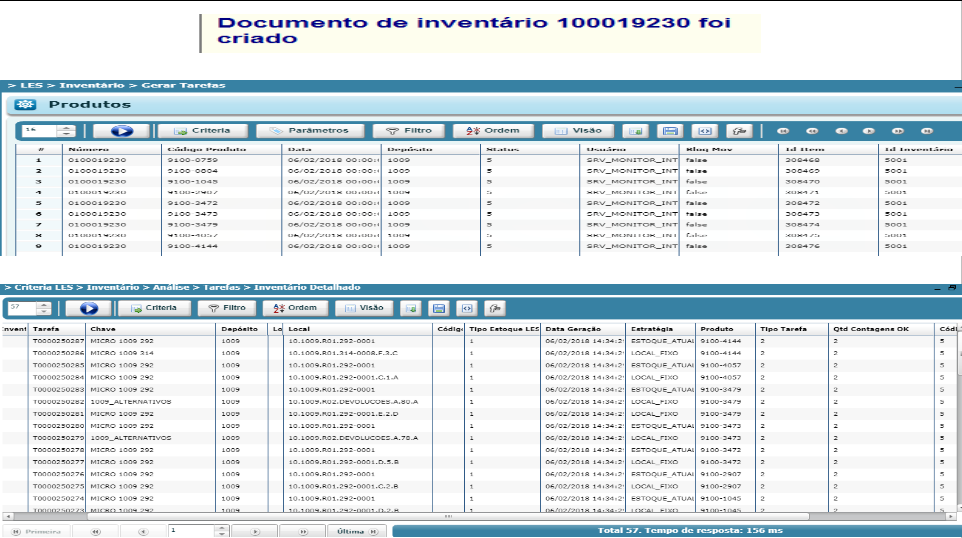 Documento de inventário 100019230 foi
criado
> LES > Inventário > Gerar Tarefas
Produtos
16 Criteria Parâmetros Filtro Ordem Visão
# Número Código Produto Data Depósito Status Usuário Bloq Mov Id Item Id Inventário
1 0100019230 9100-0759 06/02/2018 00:00:( 1009 5 SRV_MONITOR_INT false 308468 5001
2 0100019230 9100-0804 06/02/2018 00:00:( 1009 5 SRV_MONITOR_INT false 308469 5001
3 0100019230 9100-1045 06/02/2018 00:00:( 1009 5 SRV_MONITOR_INT false 308470 5001
4 0100019230 9100-2907 06/02/2018 00:00:( 1009 5 SRV_MONITOR_INT false 308471 5001
5 0100019230 9100-3472 06/02/2018 00:00:( 1009 5 SRV_MONITOR_INT false 308472 5001
6 0100019230 9100-3473 06/02/2018 00:00:( 1009 5 SRV_MONITOR_INT false 308473 5001
7 0100019230 9100-3479 06/02/2018 00:00:( 1009 5 SRV_MONITOR_INT false 308474 5001
8 0100019230 9100-4057 06/02/2018 00:00:( 1009 5 SRV_MONITOR_INT false 308475 5001
9 0100019230 9100-4144 06/02/2018 00:00:( 1009 5 SRV_MONITOR_INT false 308476 5001
> Criteria LES > Inventário > Análise > Tarefas > Inventário Detalhado
57 Criteria Filtro Ordem Visão
Invent Tarefa Chave Depósito Lo Local Códig Tipo Estoque LES Data Geração Estratégia Produto Tipo Tarefa Qtd Contagens OK Códi
T0000250287 MICRO 1009 292 1009 10.1009.R01.292-0001 1 06/02/2018 14:34:2 ESTOQUE_ATUAL 9100-4144 2 2 5
T0000250286 MICRO 1009 314 1009 10.1009.R01.314-0008.F.3.C 1 06/02/2018 14:34:2 LOCAL_FIXO 9100-4144 2 2 5
T0000250285 MICRO 1009 292 1009 10.1009.R01.292-0001 1 06/02/2018 14:34:2 ESTOQUE_ATUAL 9100-4057 2 2 5
T0000250284 MICRO 1009 292 1009 10.1009.R01.292-0001.C.1.A 1 06/02/2018 14:34:2 LOCAL_FIXO 9100-4057 2 2 5
T0000250283 MICRO 1009 292 1009 10.1009.R01.292-0001 1 06/02/2018 14:34:2 ESTOQUE_ATUAL 9100-3479 2 2 5
T0000250282 1009_ALTERNATIVOS 1009 10.1009.R02.DEVOLUCOES.A.80.A 1 06/02/2018 14:34:2 LOCAL_FIXO 9100-3479 2 2 5
T0000250281 MICRO 1009 292 1009 10.1009.R01.292-0001.E.2.D 1 06/02/2018 14:34:2 LOCAL_FIXO 9100-3479 2 2 5
T0000250280 MICRO 1009 292 1009 10.1009.R01.292-0001 1 06/02/2018 14:34:2 ESTOQUE_ATUAL 9100-3473 2 2 5
T0000250279 1009_ALTERNATIVOS 1009 10.1009.R02.DEVOLUCOES.A.78.A 1 06/02/2018 14:34:2 LOCAL_FIXO 9100-3473 2 2 5
T0000250278 MICRO 1009 292 1009 10.1009.R01.292-0001 1 06/02/2018 14:34:2 ESTOQUE_ATUAL 9100-3472 2 2 5
T0000250277 MICRO 1009 292 1009 10.1009.R01.292-0001.D.5.B 1 06/02/2018 14:34:2 LOCAL_FIXO 9100-3472 2 2 5
T0000250276 MICRO 1009 292 1009 10.1009.R01.292-0001 1 06/02/2018 14:34:2 ESTOQUE_ATUAL 9100-2907 2 2 5
T0000250275 MICRO 1009 292 1009 10.1009.R01.292-0001.C.2.B 1 06/02/2018 14:34:2 LOCAL_FIXO 9100-2907 2 2 5
T0000250274 MICRO 1009 292 1009 10.1009.R01.292-0001 1 06/02/2018 14:34:2 ESTOQUE_ATUAL 9100-1045 2 2 5
T0000250273 MICRO 1009 292 1009 10.1009.R01.292-0001.D.2.B 1 06/02/2018 14:34:2 LOCAL_FIXO 9100-1045 2 2 5
Primeira 1 Última Total 57. Tempo de resposta: 156 ms